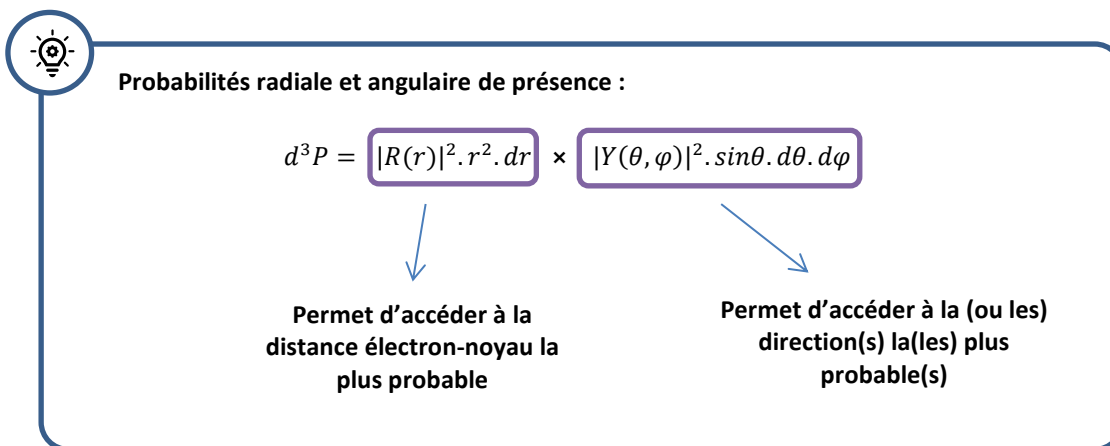 Probabilités radiale et angulaire de présence :
𝑑³𝑃 = |𝑅(𝑟)|². 𝑟². 𝑑𝑟 × |𝑌(𝜃, 𝜑)|². 𝑠𝑖𝑛𝜃. 𝑑𝜃. 𝑑𝜑
Permet d’accéder à la
distance électron-noyau la
plus probable
Permet d’accéder à la (ou les)
direction(s) la(les) plus
probable(s)